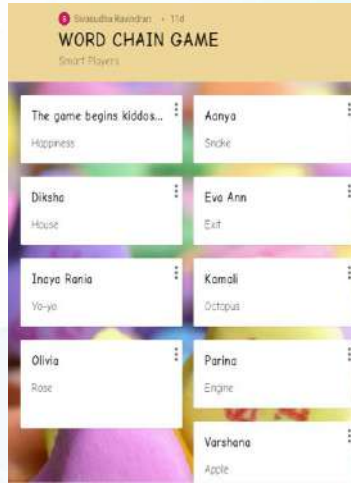 Sivasudha Ravindran • 11d
WORD CHAIN GAME
Smart Players
The game begins kiddos...
Happiness
Aanya
Snake
Diksha
House
Eva Ann
Exit
Inaya Rania
Yo-yo
Kamali
Octopus
Olivia
Rose
Parina
Engine
Varshana
Apple